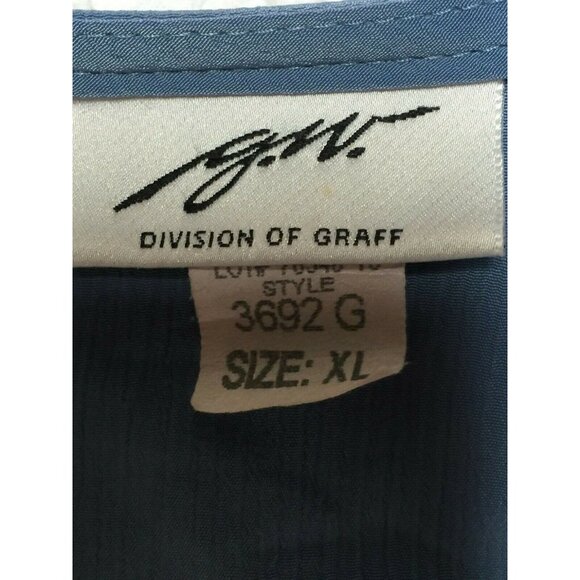 g.w.
DIVISION OF GRAFF
STYLE
3692 G
SIZE: XL